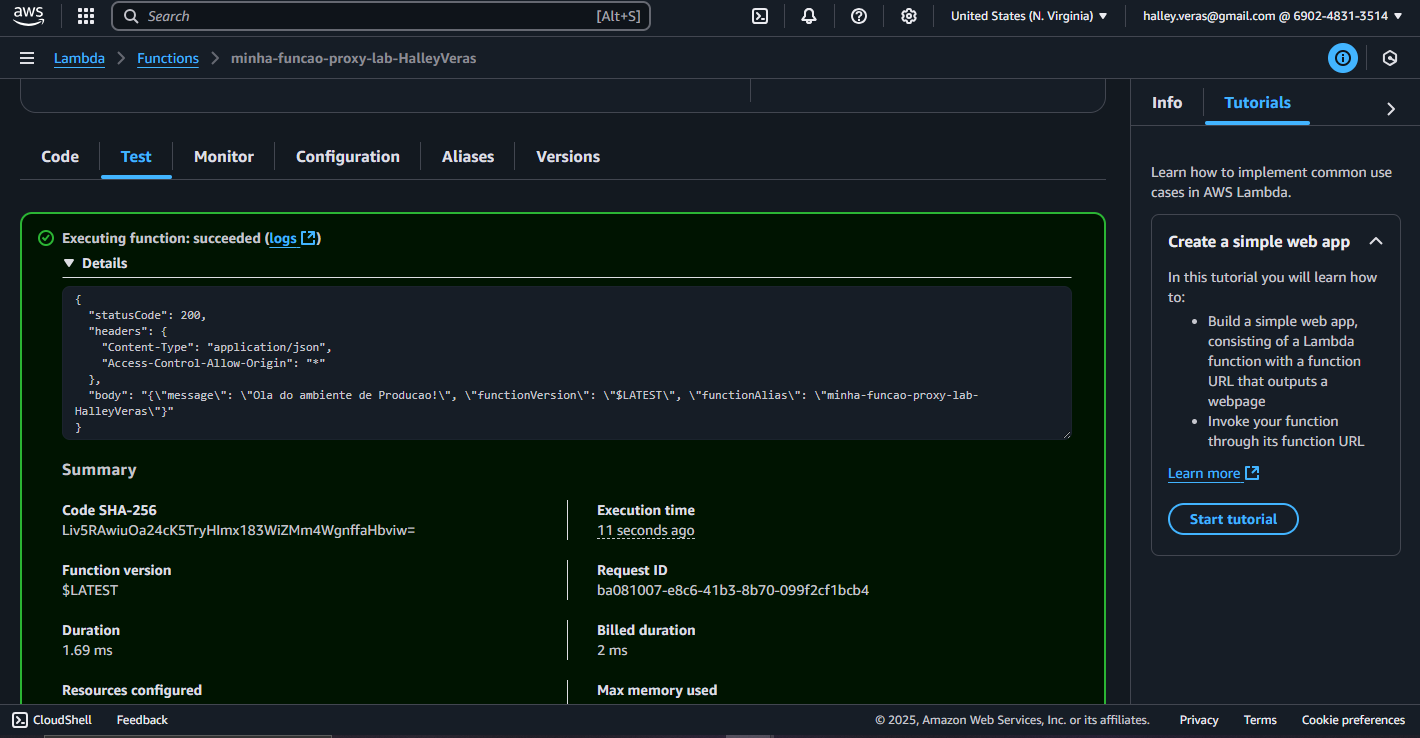 aws
Search
[Alt+S]
United States (N. Virginia)
halley.veras@gmail.com @ 6902-4831-3514
Lambda
Functions
minha-funcao-proxy-lab-HalleyVeras
Code
Test
Monitor
Configuration
Aliases
Versions
Executing function: succeeded (logs)
Details
{
"statusCode": 200,
"headers": {
"Content-Type": "application/json",
"Access-Control-Allow-Origin": "*"
},
"body": "{\"message\": \"Ola do ambiente de Producao!\", \"functionVersion\": \"$LATEST\", \"functionAlias\": \"minha-funcao-proxy-lab-
HalleyVeras\"}"
}
Summary
Code SHA-256
Liv5RAwiuOa24cK5TryHImx183WiZMm4WgnffaHbviw=
Execution time
11 seconds ago
Function version
$LATEST
Request ID
ba081007-e8c6-41b3-8b70-099f2cf1bcb4
Duration
1.69 ms
Billed duration
2 ms
Resources configured
Max memory used
Info
Tutorials
Learn how to implement common use
cases in AWS Lambda.
Create a simple web app
In this tutorial you will learn how
to:
• Build a simple web app,
consisting of a Lambda
function with a function
URL that outputs a
webpage
• Invoke your function
through its function URL
Learn more
Start tutorial
CloudShell
Feedback
© 2025, Amazon Web Services, Inc. or its affiliates.
Privacy
Terms
Cookie preferences